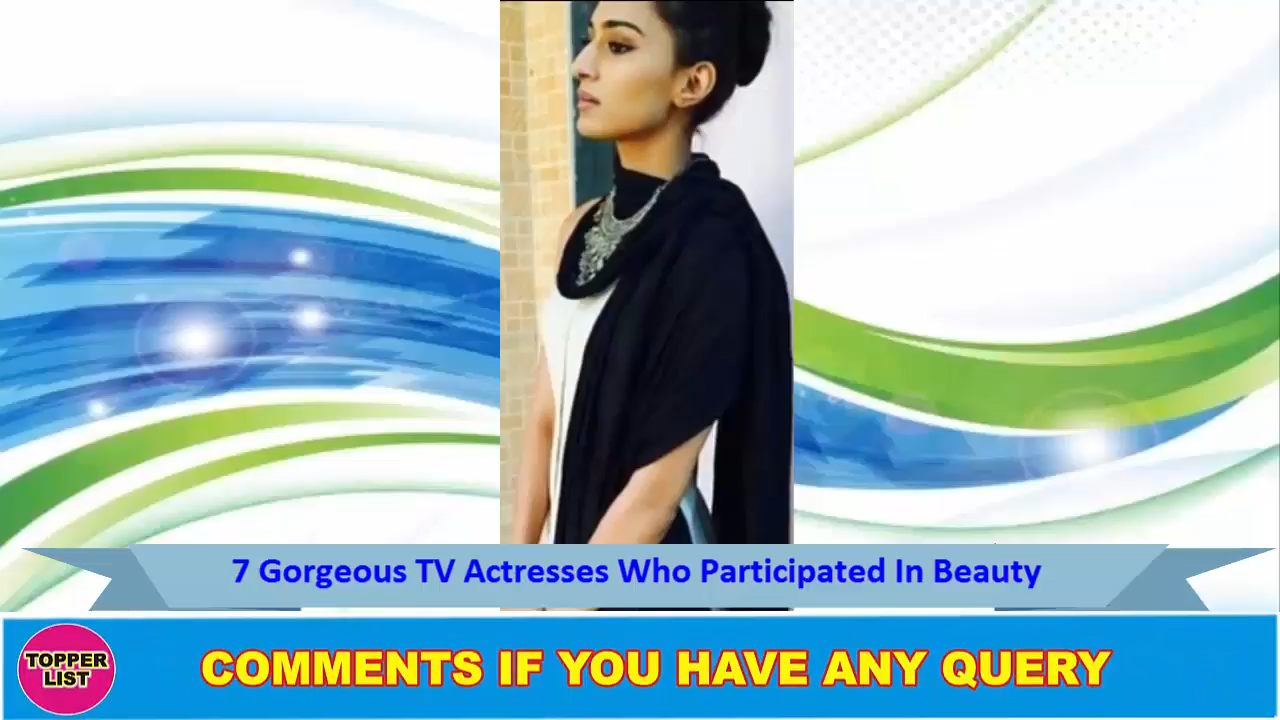 7 Gorgeous TV Actresses Who Participated In Beauty
TOPPER
LIST
COMMENTS IF YOU HAVE ANY QUERY